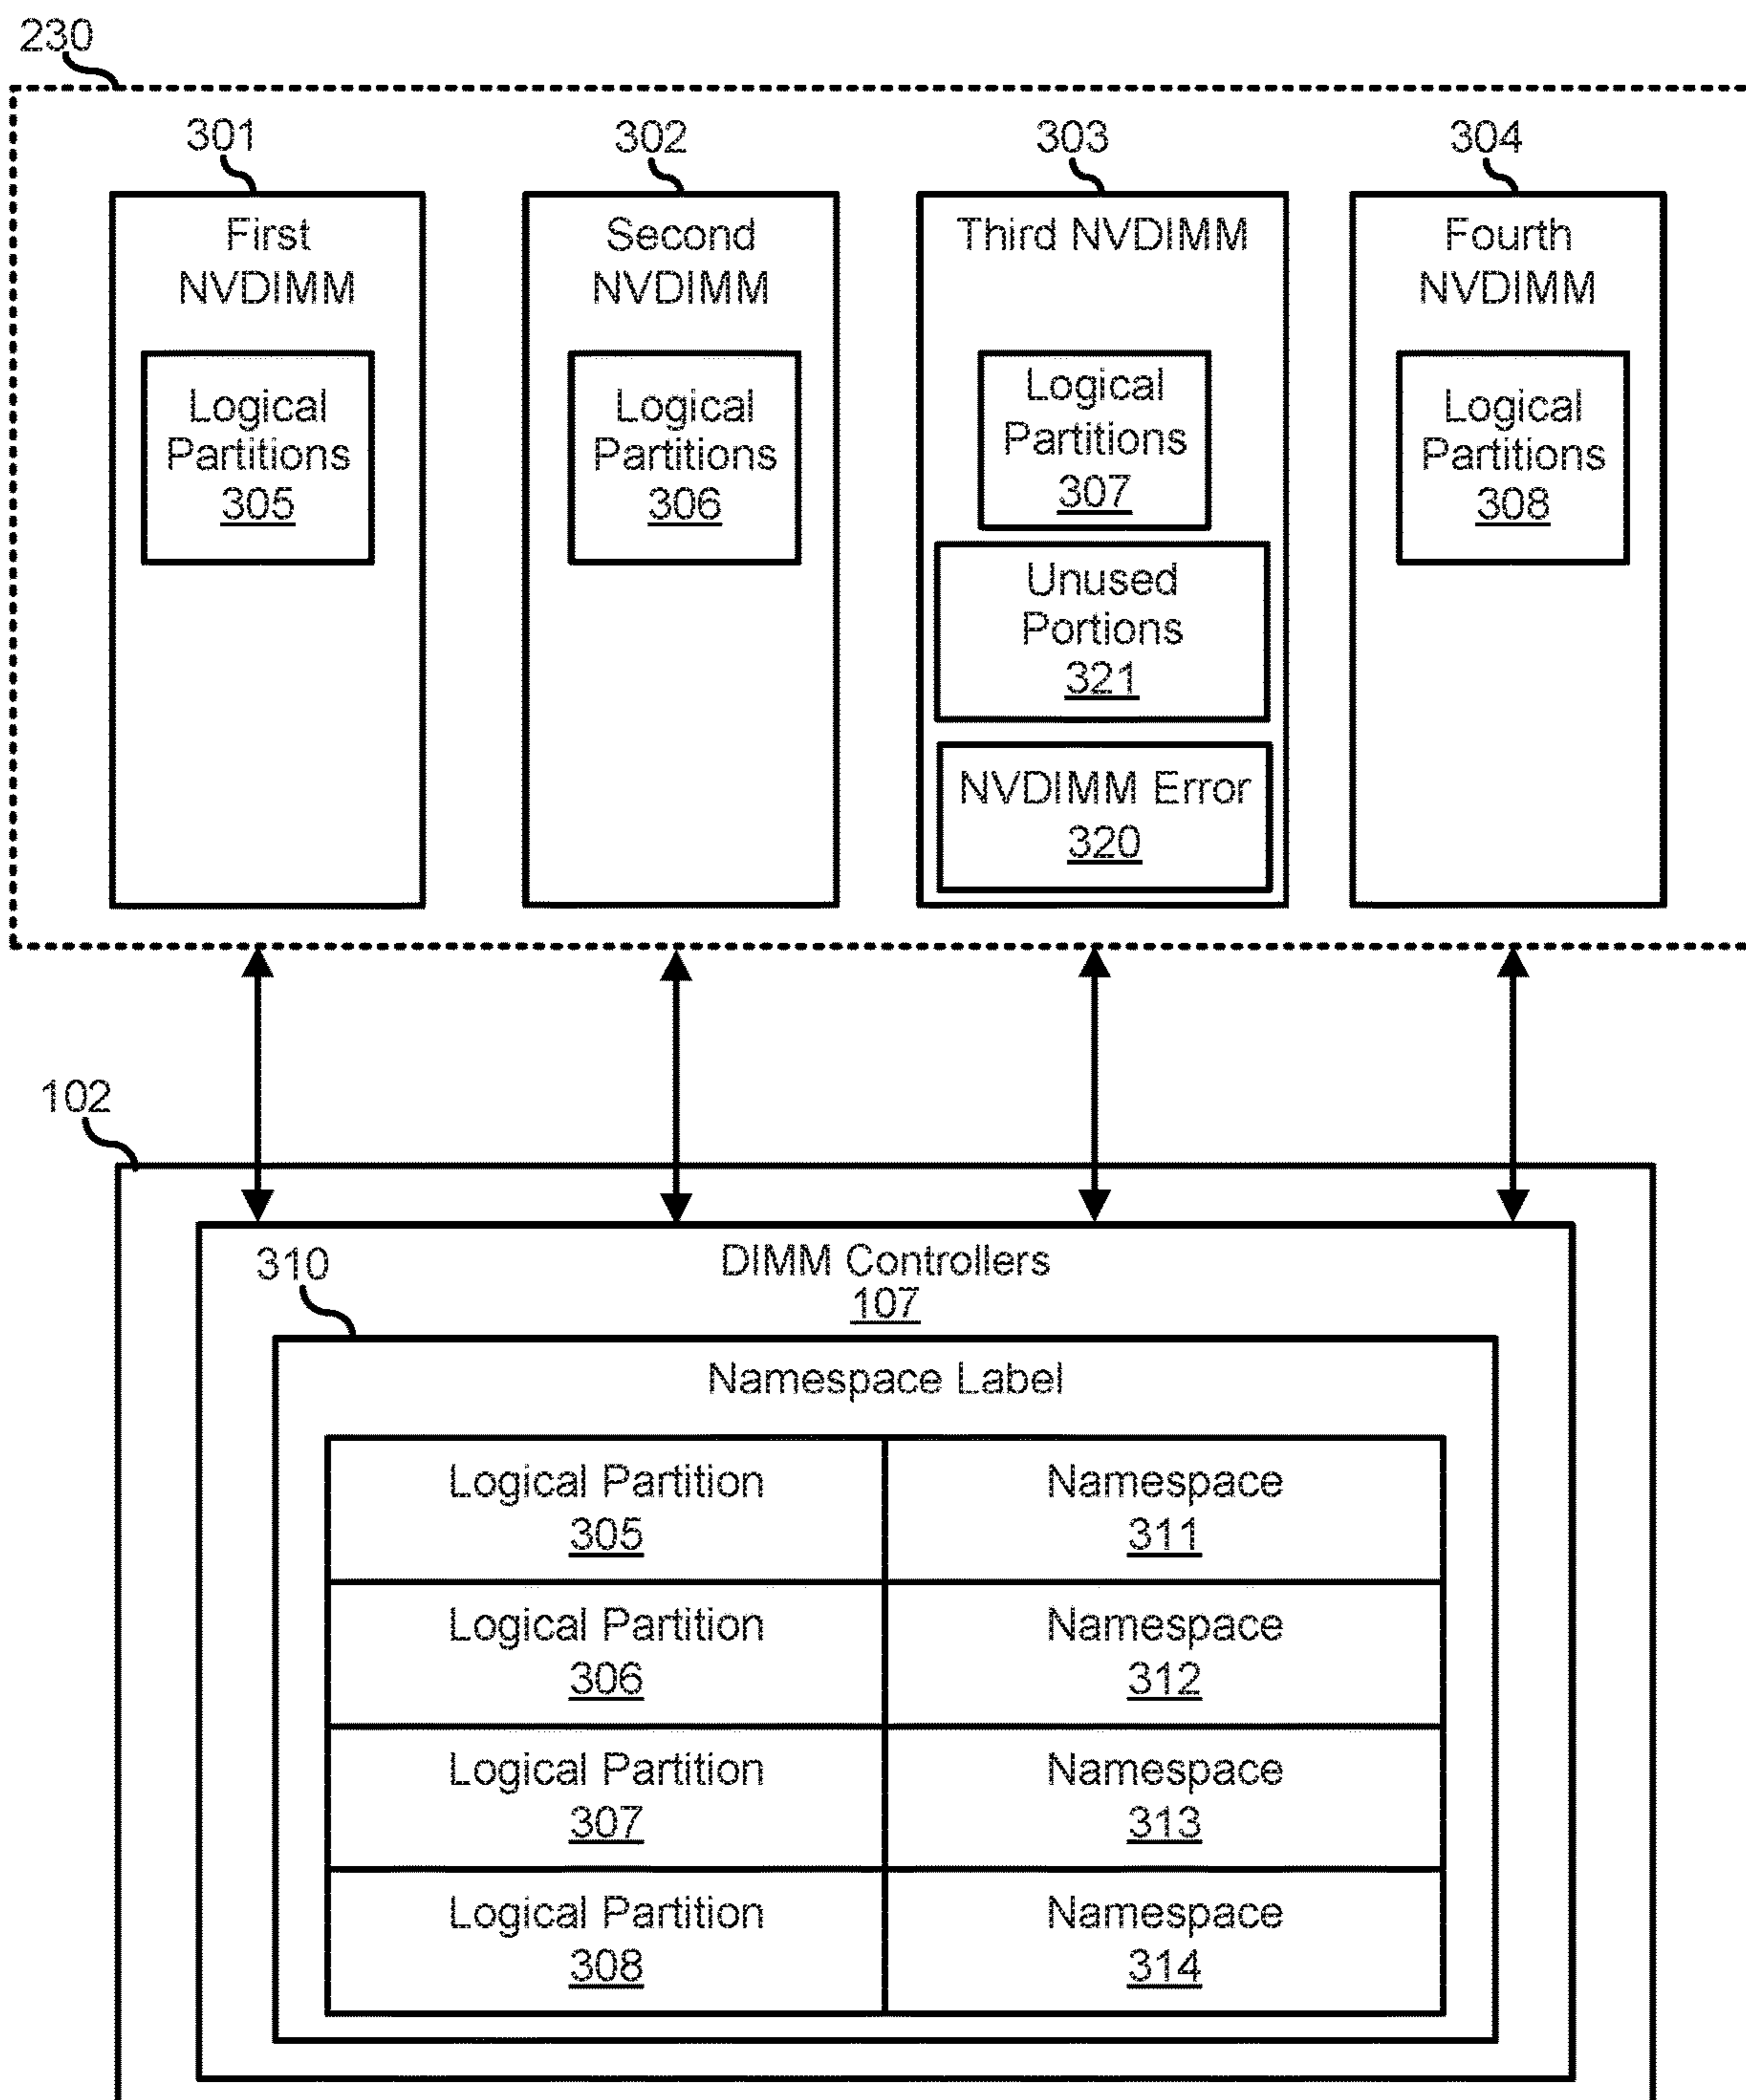 230
301
302
303
304
First
NVDIMM
Second
NVDIMM
Third NVDIMM
Fourth
NVDIMM
Logical
Partitions
305
Logical
Partitions
306
Logical
Partitions
307
Logical
Partitions
308
Unused
Portions
321
NVDIMM Error
320
102
310
DIMM Controllers
107
Namespace Label
Logical Partition
305
Namespace
311
Logical Partition
306
Namespace
312
Logical Partition
307
Namespace
313
Logical Partition
308
Namespace
314